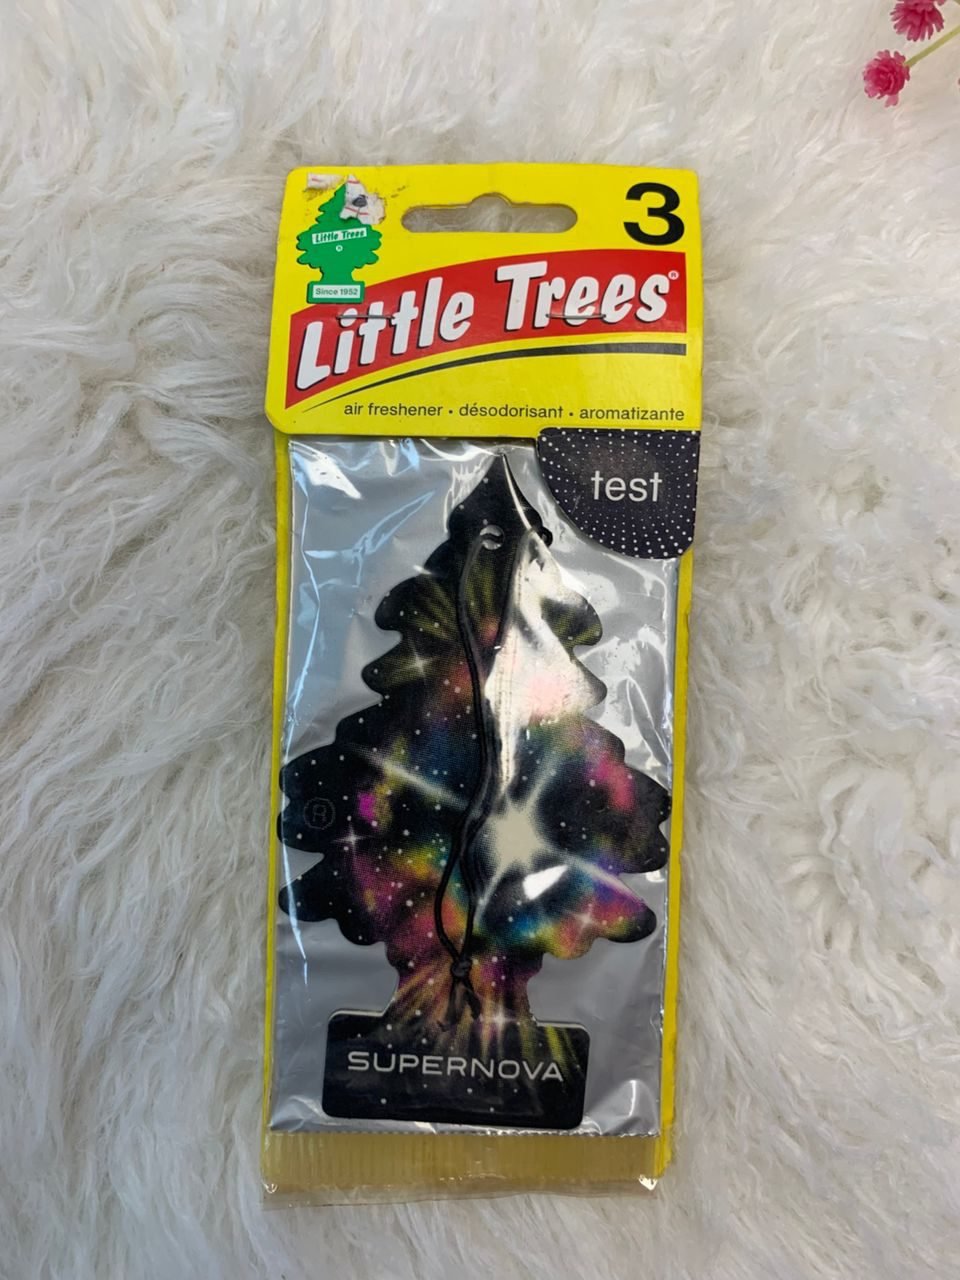 3
Little Trees
®
Since 1952
Little Trees®
air freshener • désodorisant • aromatizante
test
®
SUPERNOVA